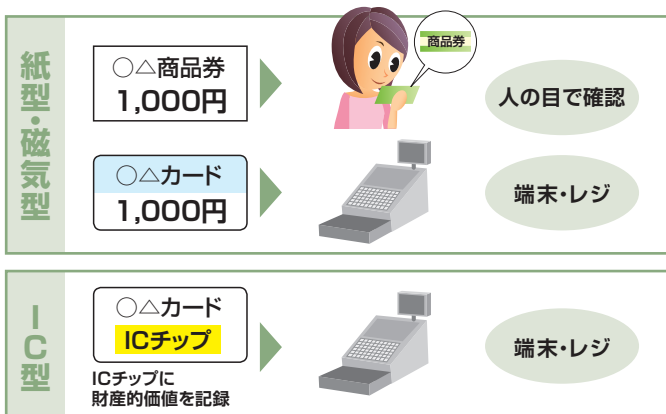 紙型・磁気型
○△商品券
1,000円
商品券
人の目で確認
○△カード
1,000円
端末・レジ
IC型
○△カード
ICチップ
ICチップに
財産的価値を記録
端末・レジ